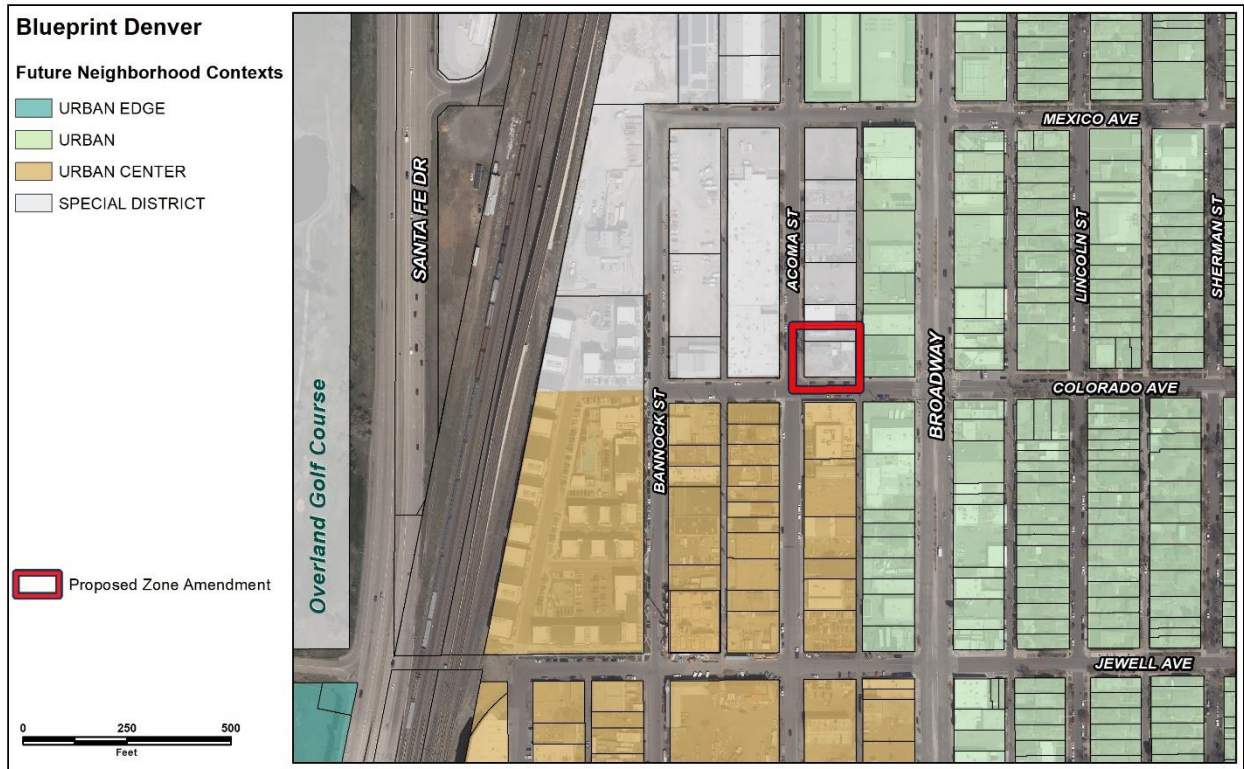 Blueprint Denver
Future Neighborhood Contexts
URBAN EDGE
URBAN
URBAN CENTER
SPECIAL DISTRICT
Proposed Zone Amendment
0 250 500
Feet
MEXICO AVE
SANTA FE DR
ACOMA ST
LINCOLN ST
SHERMAN ST
BROADWAY
COLORADO AVE
BANNOCK ST
Overland Golf Course
JEWELL AVE